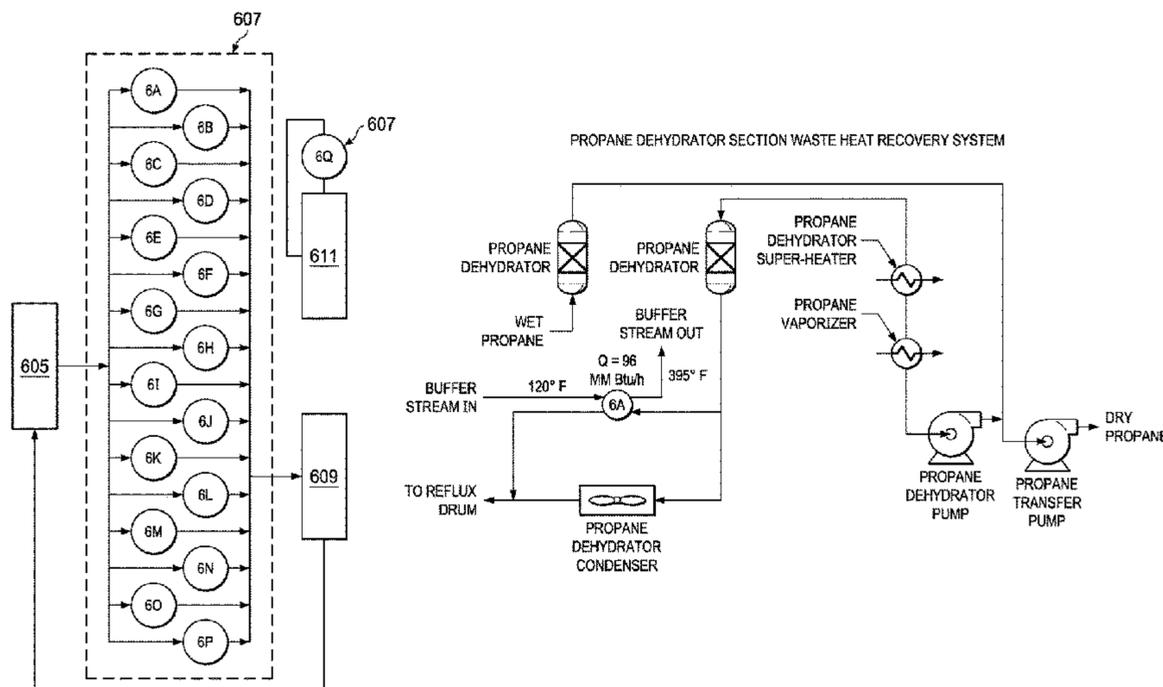 607
6A
6B
6C
6D
6E
6F
6G
6H
6I
6J
6K
6L
6M
6N
6O
6P
605
607
6Q
611
609
PROPANE DEHYDRATOR SECTION WASTE HEAT RECOVERY SYSTEM
PROPANE
DEHYDRATOR
PROPANE
DEHYDRATOR
PROPANE
DEHYDRATOR
SUPER-HEATER
PROPANE
VAPORIZER
WET
PROPANE
BUFFER
STREAM OUT
Q = 96
MM Btu/h
395° F
BUFFER
STREAM IN
120° F
6A
TO REFLUX
DRUM
PROPANE
DEHYDRATOR
CONDENSER
PROPANE
DEHYDRATOR
PUMP
PROPANE
TRANSFER
PUMP
DRY
PROPANE